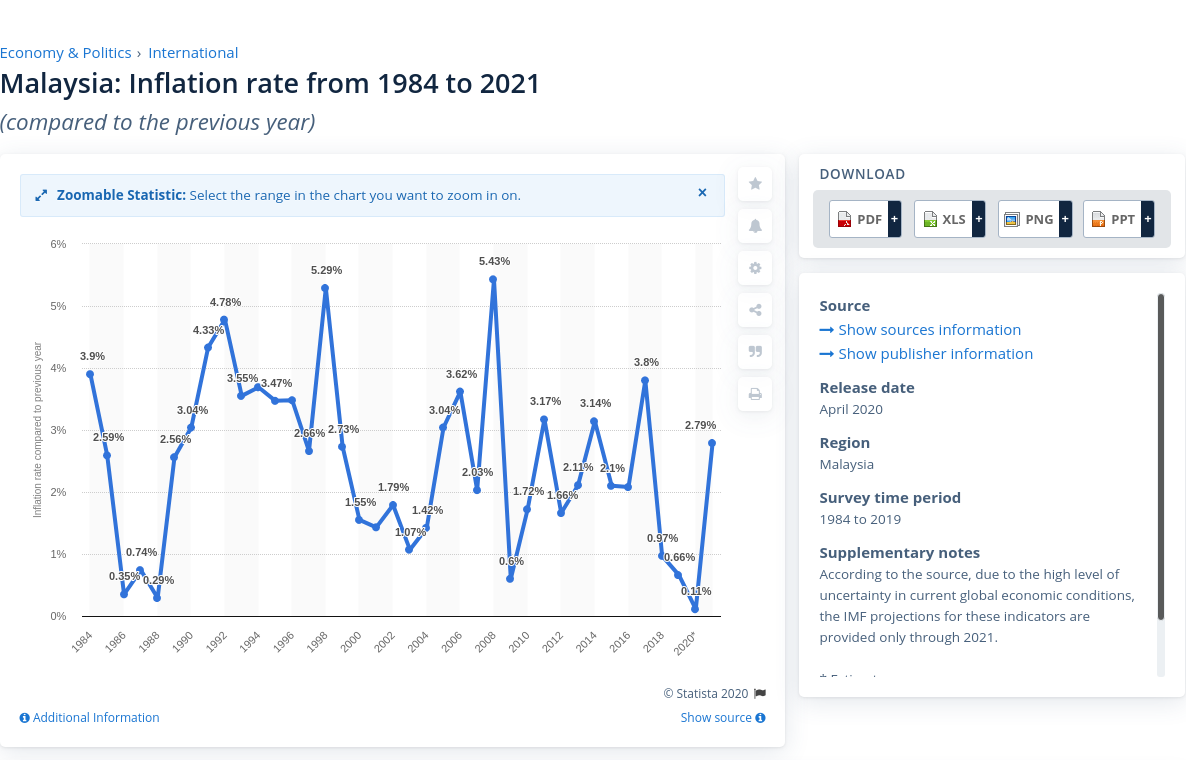 Economy & Politics › International
Malaysia: Inflation rate from 1984 to 2021
(compared to the previous year)
Zoomable Statistic: Select the range in the chart you want to zoom in on.
×
Inflation rate compared to previous year
6%
5%
4%
3%
2%
1%
0%
3.9%
2.59%
0.35%
0.74%
0.29%
2.56%
3.04%
4.33%
4.78%
3.55%
3.47%
2.66%
5.29%
2.73%
1.55%
1.79%
1.07%
1.42%
3.04%
3.62%
2.03%
5.43%
0.6%
1.72%
3.17%
1.66%
2.11%
3.14%
2.1%
3.8%
0.97%
0.66%
0.11%
2.79%
1984
1986
1988
1990
1992
1994
1996
1998
2000
2002
2004
2006
2008
2010
2012
2014
2016
2018
2020*
© Statista 2020
Additional Information
Show source
DOWNLOAD
PDF + XLS + PNG + PPT +
Source
Show sources information
Show publisher information
Release date
April 2020
Region
Malaysia
Survey time period
1984 to 2019
Supplementary notes
According to the source, due to the high level of
uncertainty in current global economic conditions,
the IMF projections for these indicators are
provided only through 2021.